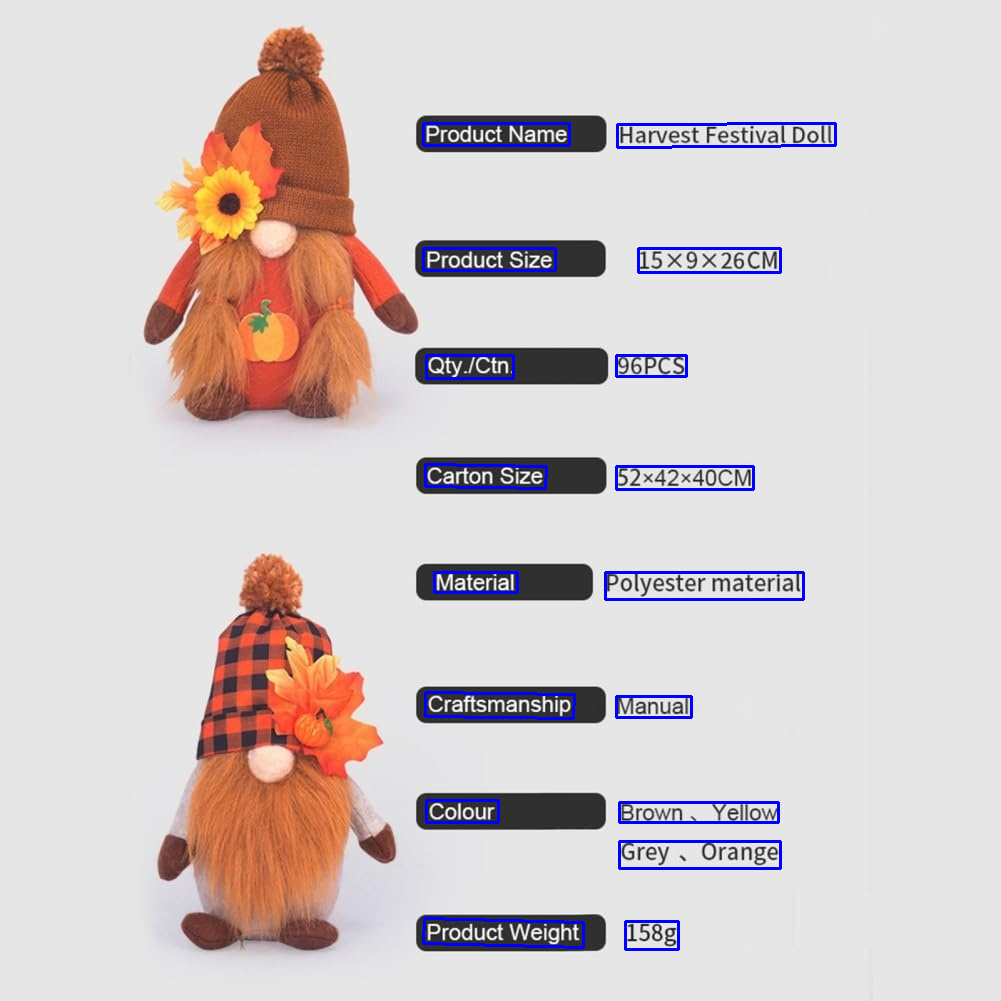 Product Name Harvest Festival Doll
Product Size 15×9×26CM
Qty./Ctn. 96PCS
Carton Size 52×42×40CM
Material Polyester material
Craftsmanship Manual
Colour Brown 、Yellow
Grey 、Orange
Product Weight 158g